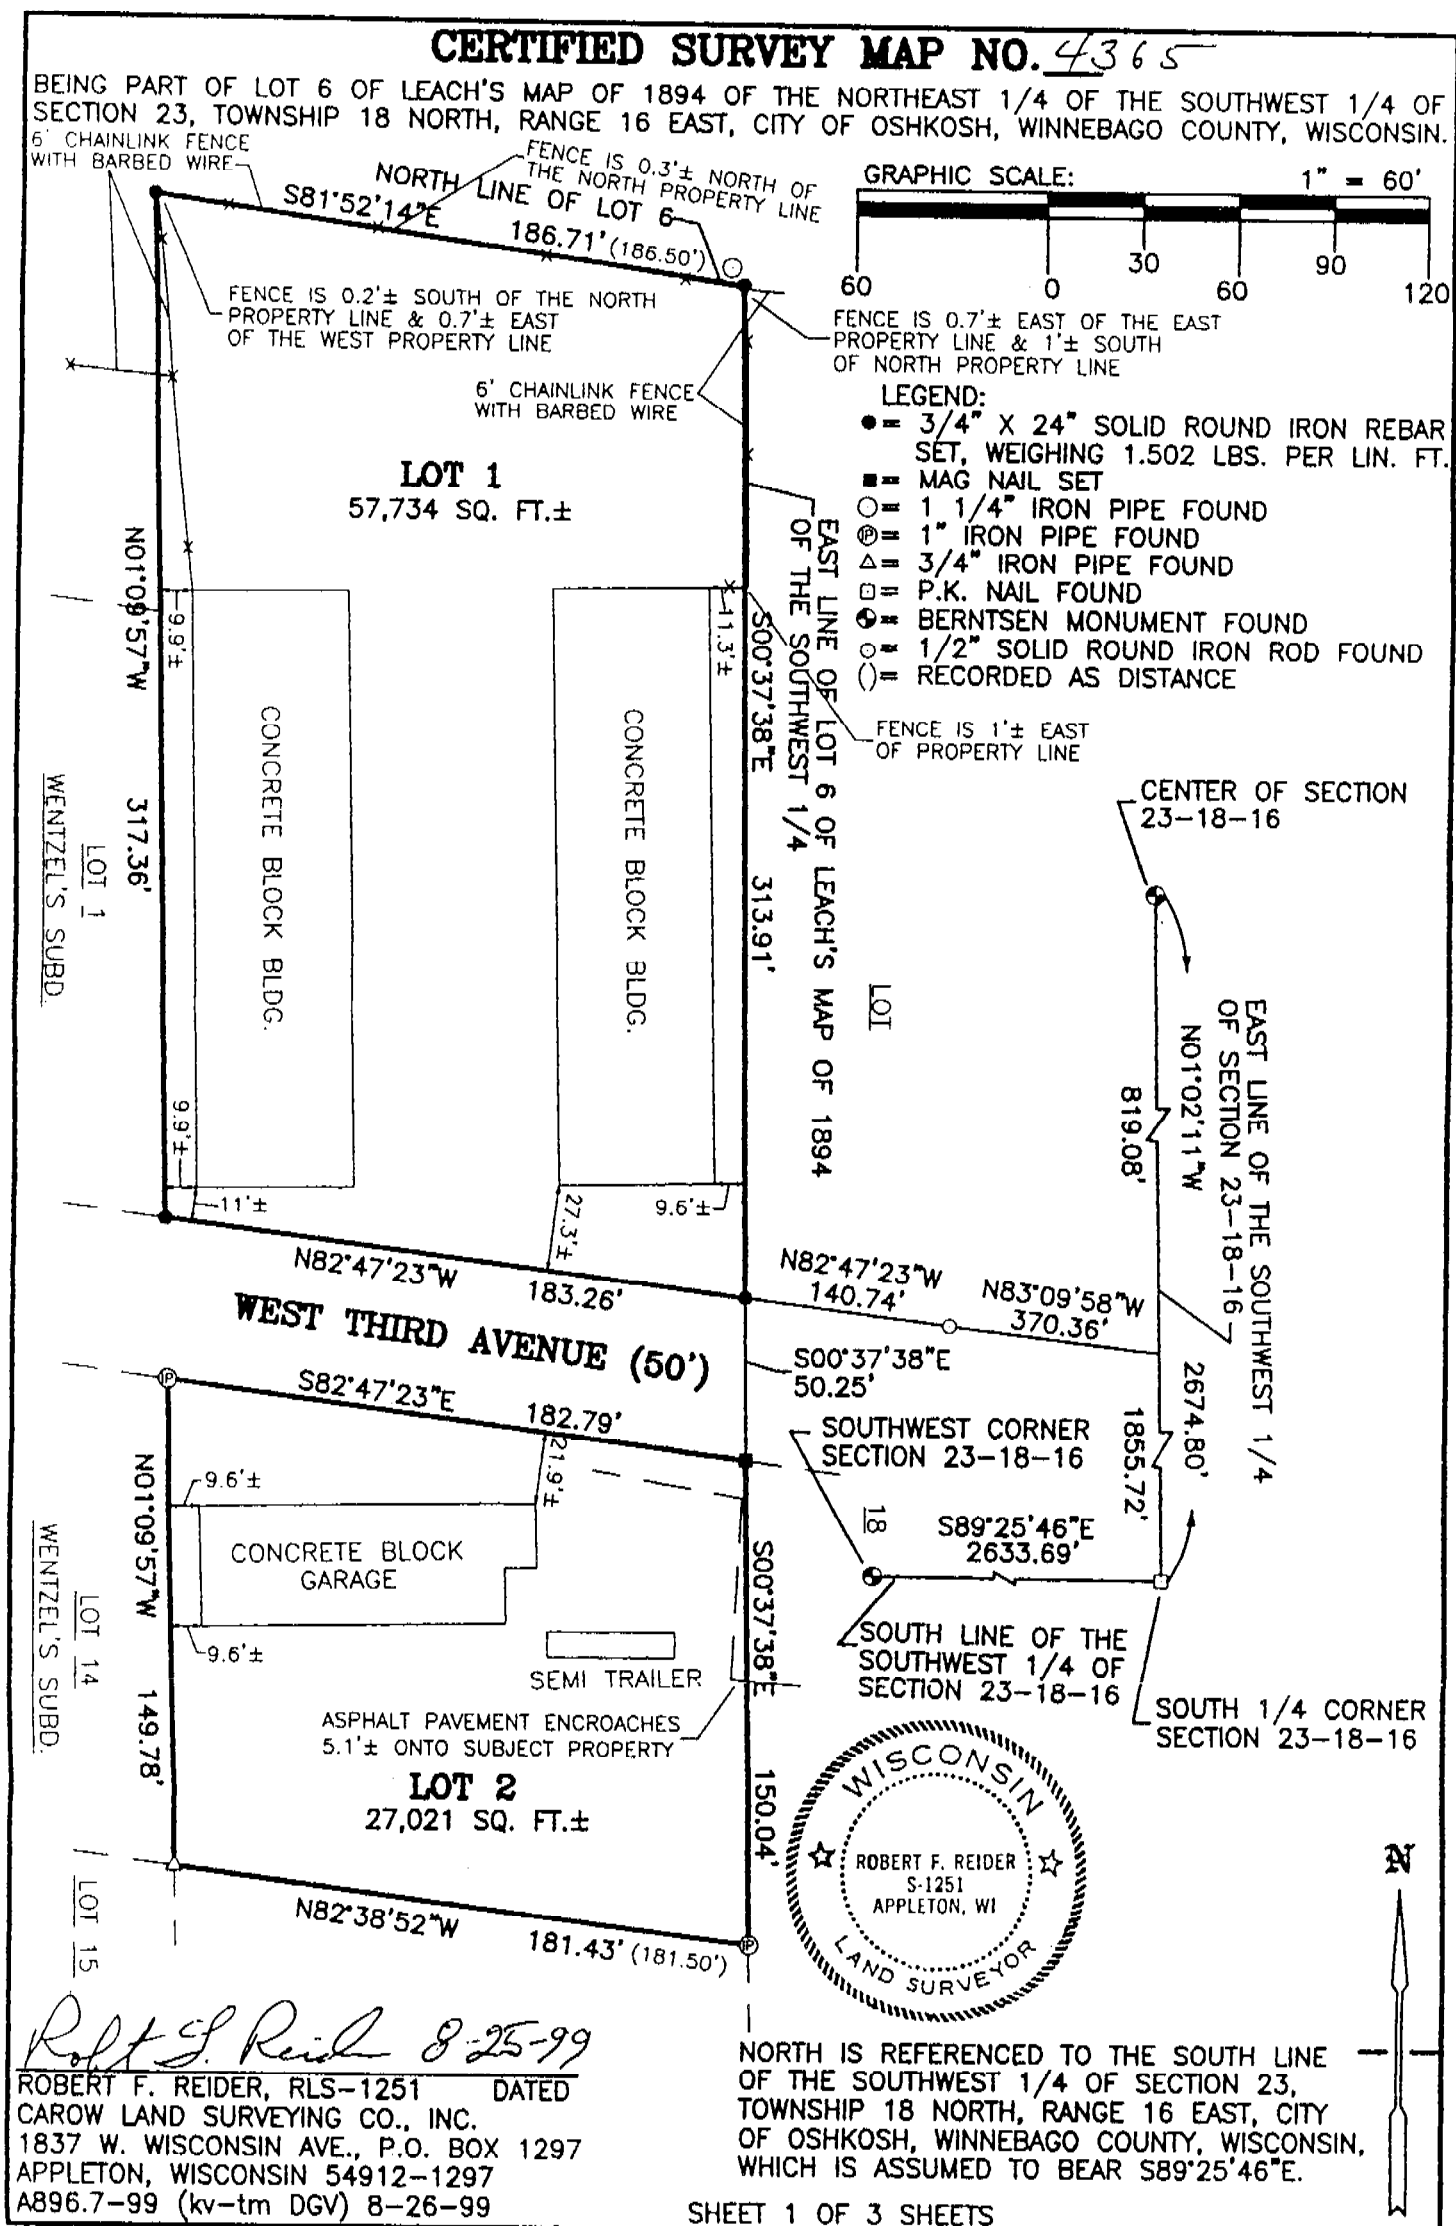 CERTIFIED SURVEY MAP NO. 4365
BEING PART OF LOT 6 OF LEACH'S MAP OF 1894 OF THE NORTHEAST 1/4 OF THE SOUTHWEST 1/4 OF
SECTION 23, TOWNSHIP 18 NORTH, RANGE 16 EAST, CITY OF OSHKOSH, WINNEBAGO COUNTY, WISCONSIN.
6' CHAINLINK FENCE
WITH BARBED WIRE
FENCE IS 0.3'± NORTH OF
THE NORTH PROPERTY LINE
NORTH LINE OF LOT 6
S81°52'14"E
186.71' (186.50')
GRAPHIC SCALE: 1" = 60'
60 0 30 60 90 120
FENCE IS 0.2'± SOUTH OF THE NORTH
PROPERTY LINE & 0.7'± EAST
OF THE WEST PROPERTY LINE
FENCE IS 0.7'± EAST OF THE EAST
PROPERTY LINE & 1'± SOUTH
OF NORTH PROPERTY LINE
6' CHAINLINK FENCE
WITH BARBED WIRE
LEGEND:
= 3/4" X 24" SOLID ROUND IRON REBAR
SET, WEIGHING 1.502 LBS. PER LIN. FT.
= MAG NAIL SET
= 1 1/4" IRON PIPE FOUND
IP = 1" IRON PIPE FOUND
= 3/4" IRON PIPE FOUND
= P.K. NAIL FOUND
= BERNTSEN MONUMENT FOUND
= 1/2" SOLID ROUND IRON ROD FOUND
()= RECORDED AS DISTANCE
LOT 1
57,734 SQ. FT.±
N01°09'57"W
317.36'
9.9'±
11.3'±
EAST LINE OF LOT 6 OF LEACH'S MAP OF 1894
OF THE SOUTHWEST 1/4
S00°37'38"E
313.91'
FENCE IS 1'± EAST
OF PROPERTY LINE
CONCRETE BLOCK BLDG.
CONCRETE BLOCK BLDG.
LOT 1
WENTZEL'S SUBD.
LOT
CENTER OF SECTION
23-18-16
EAST LINE OF THE SOUTHWEST 1/4
OF SECTION 23-18-16
N01°02'11"W
2674.80'
819.08'
1855.72'
9.9'±
11'±
27.3'±
9.6'±
N82°47'23"W
183.26'
N82°47'23"W
140.74'
N83°09'58"W
370.36'
WEST THIRD AVENUE (50')
S00°37'38"E
50.25'
IP
S82°47'23"E
182.79'
SOUTHWEST CORNER
SECTION 23-18-16
18
S89°25'46"E
2633.69'
9.6'±
21.9'±
N01°09'57"W
149.78'
CONCRETE BLOCK
GARAGE
9.6'±
SEMI TRAILER
S00°37'38"E
150.04'
LOT 14
WENTZEL'S SUBD.
SOUTH LINE OF THE
SOUTHWEST 1/4 OF
SECTION 23-18-16
SOUTH 1/4 CORNER
SECTION 23-18-16
ASPHALT PAVEMENT ENCROACHES
5.1'± ONTO SUBJECT PROPERTY
LOT 2
27,021 SQ. FT.±
WISCONSIN
ROBERT F. REIDER
S-1251
APPLETON, WI
LAND SURVEYOR
N
LOT 15
N82°38'52"W
181.43' (181.50')
IP
Robert F. Reider 8-25-99
ROBERT F. REIDER, RLS-1251 DATED
CAROW LAND SURVEYING CO., INC.
1837 W. WISCONSIN AVE., P.O. BOX 1297
APPLETON, WISCONSIN 54912-1297
A896.7-99 (kv-tm DGV) 8-26-99
NORTH IS REFERENCED TO THE SOUTH LINE
OF THE SOUTHWEST 1/4 OF SECTION 23,
TOWNSHIP 18 NORTH, RANGE 16 EAST, CITY
OF OSHKOSH, WINNEBAGO COUNTY, WISCONSIN,
WHICH IS ASSUMED TO BEAR S89°25'46"E.
SHEET 1 OF 3 SHEETS